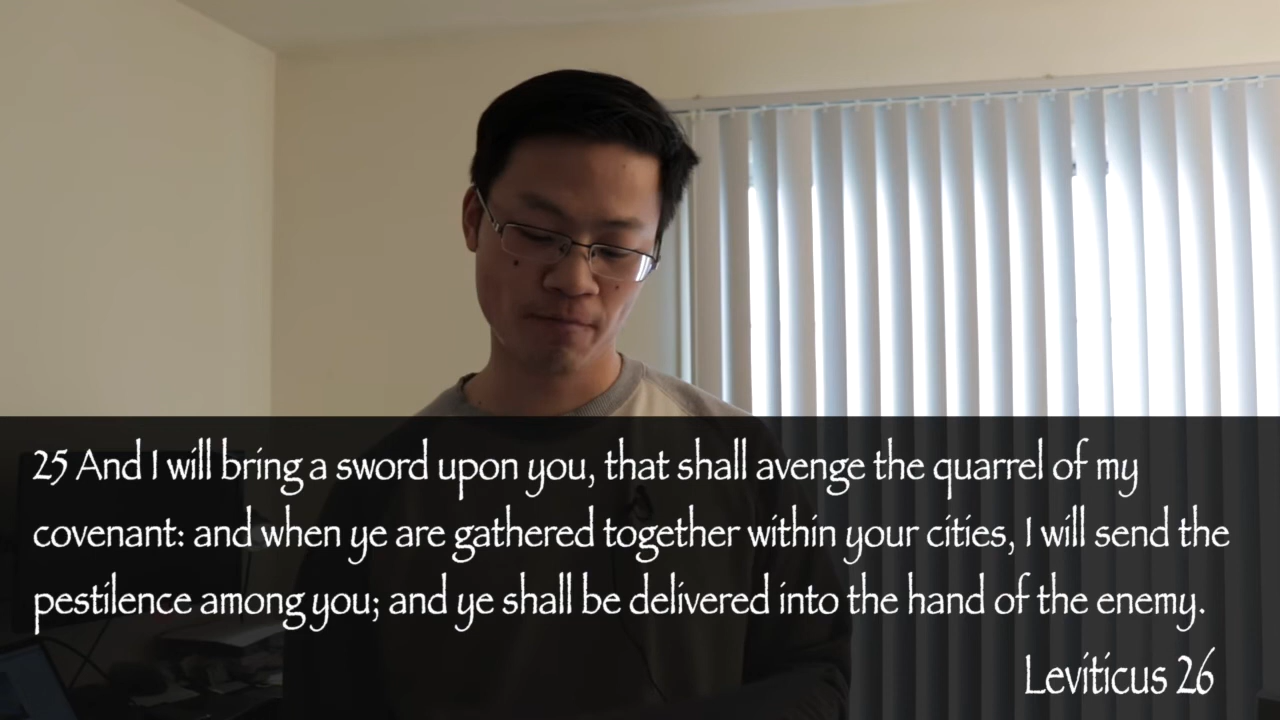 25 And I will bring a sword upon you, that shall avenge the quarrel of my
covenant: and when ye are gathered together within your cities, I will send the
pestilence among you; and ye shall be delivered into the hand of the enemy.
Leviticus 26